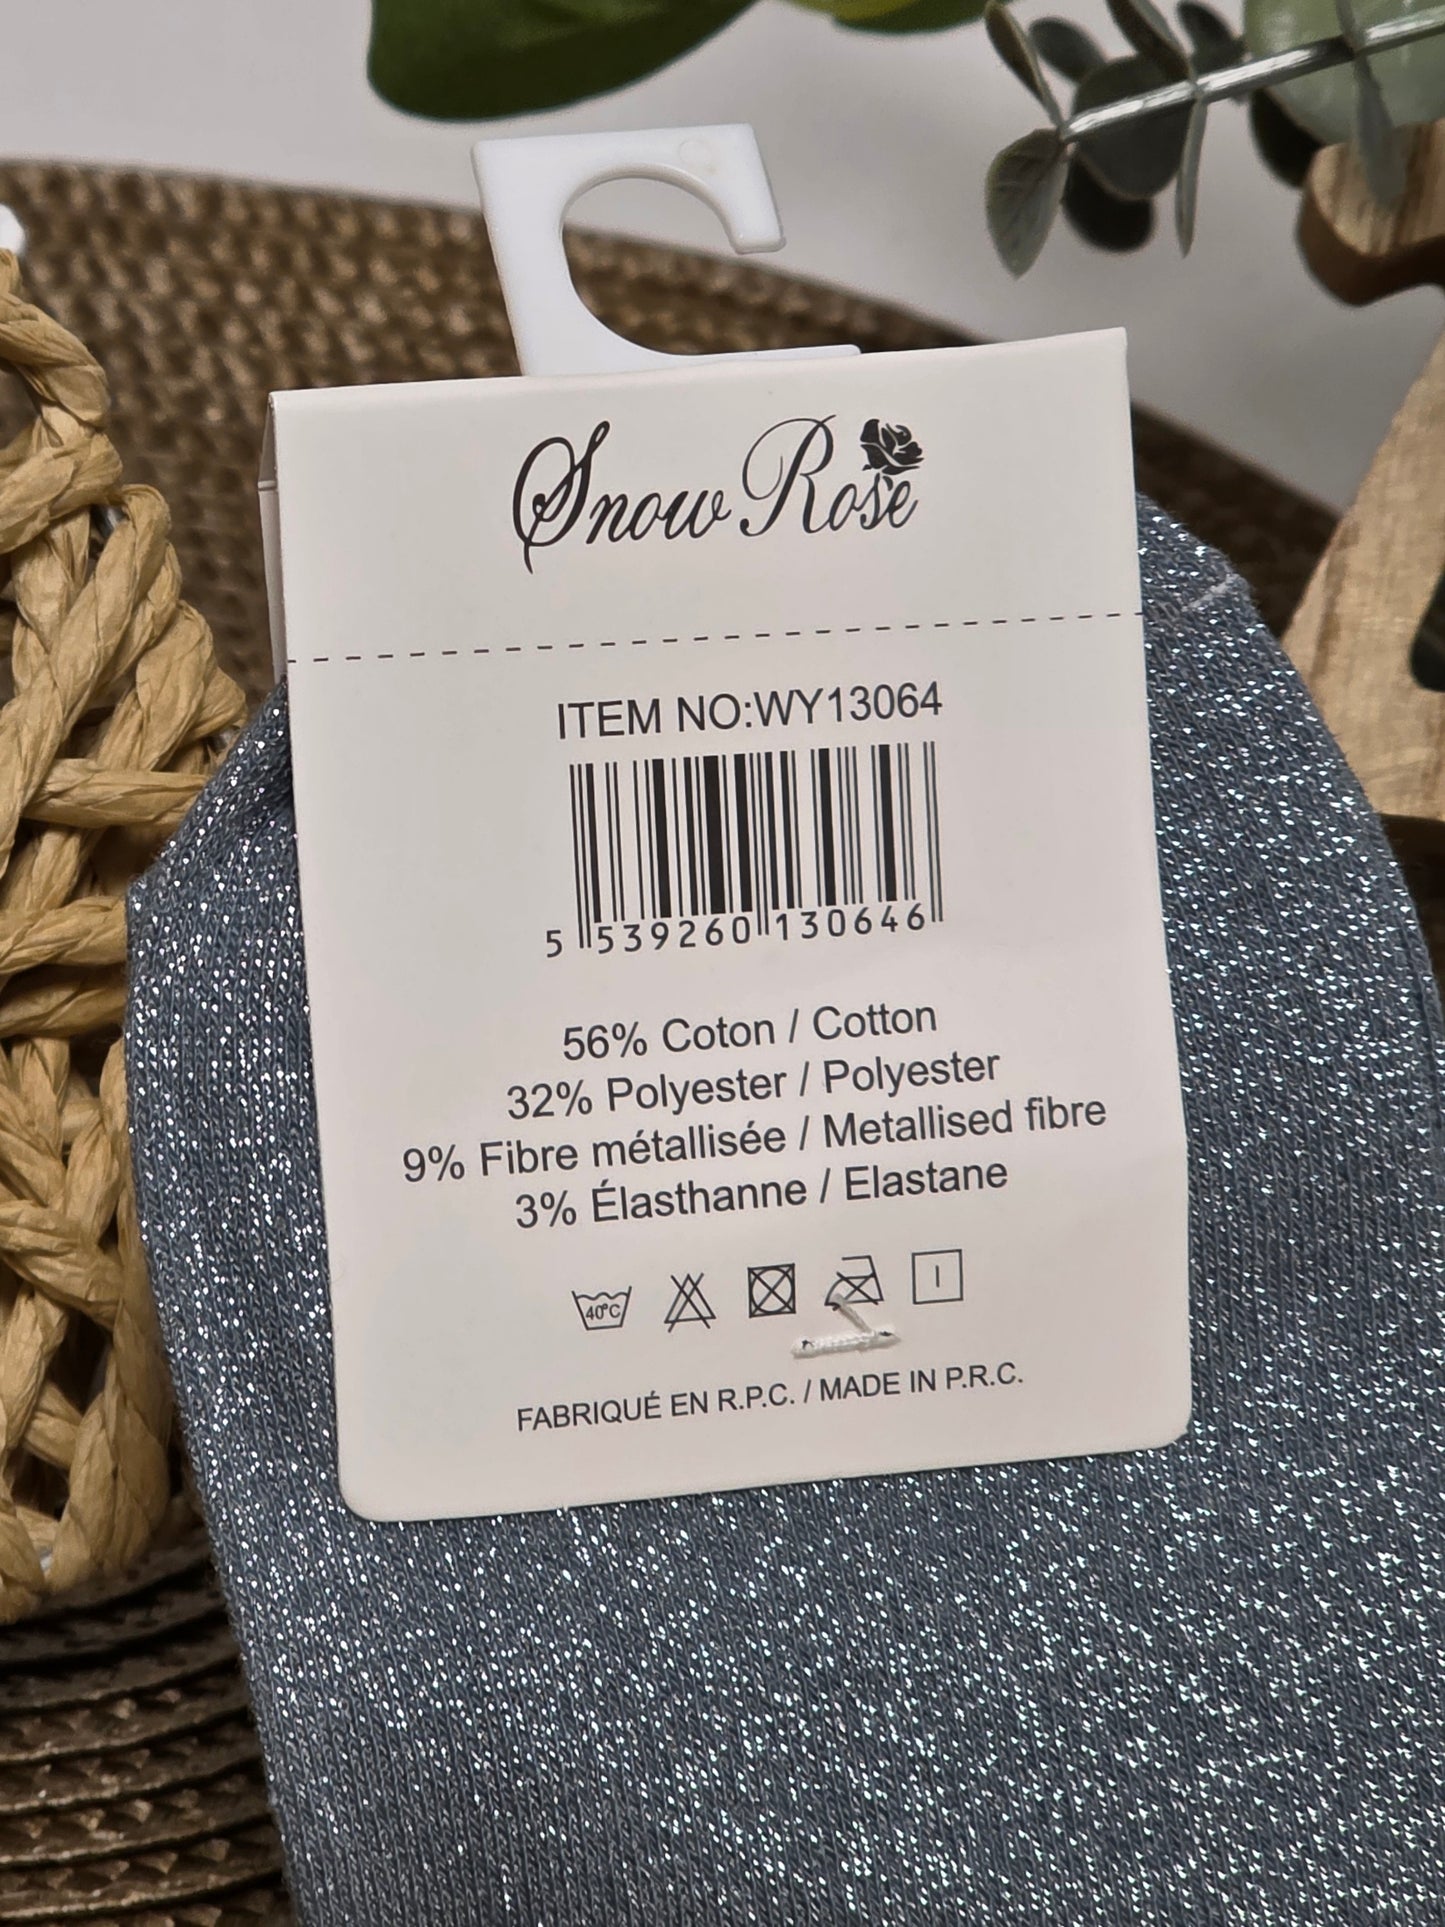 Snow Rose
ITEM NO:WY13064
5 539260 130646
56% Coton / Cotton
32% Polyester / Polyester
9% Fibre métallisée / Metallised fibre
3% Élasthanne / Elastane
40°C
FABRIQUÉ EN R.P.C. / MADE IN P.R.C.